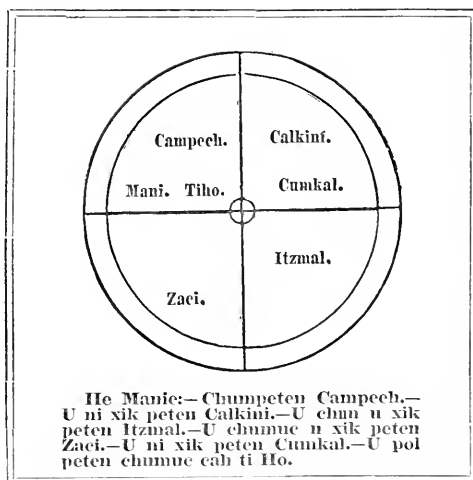 Campech. Calkiní.
Mani. Tiho. Cumkal.
Itzmal.
Zaci.
He Manie:—Chumpeten Campech.—
U ni xik peten Calkini.—U chun u xik
peten Itzmal.—U chumuc u xik peten
Zaci.—U ni xik peten Cumkal.—U pol
peten chumuc cah ti Ho.